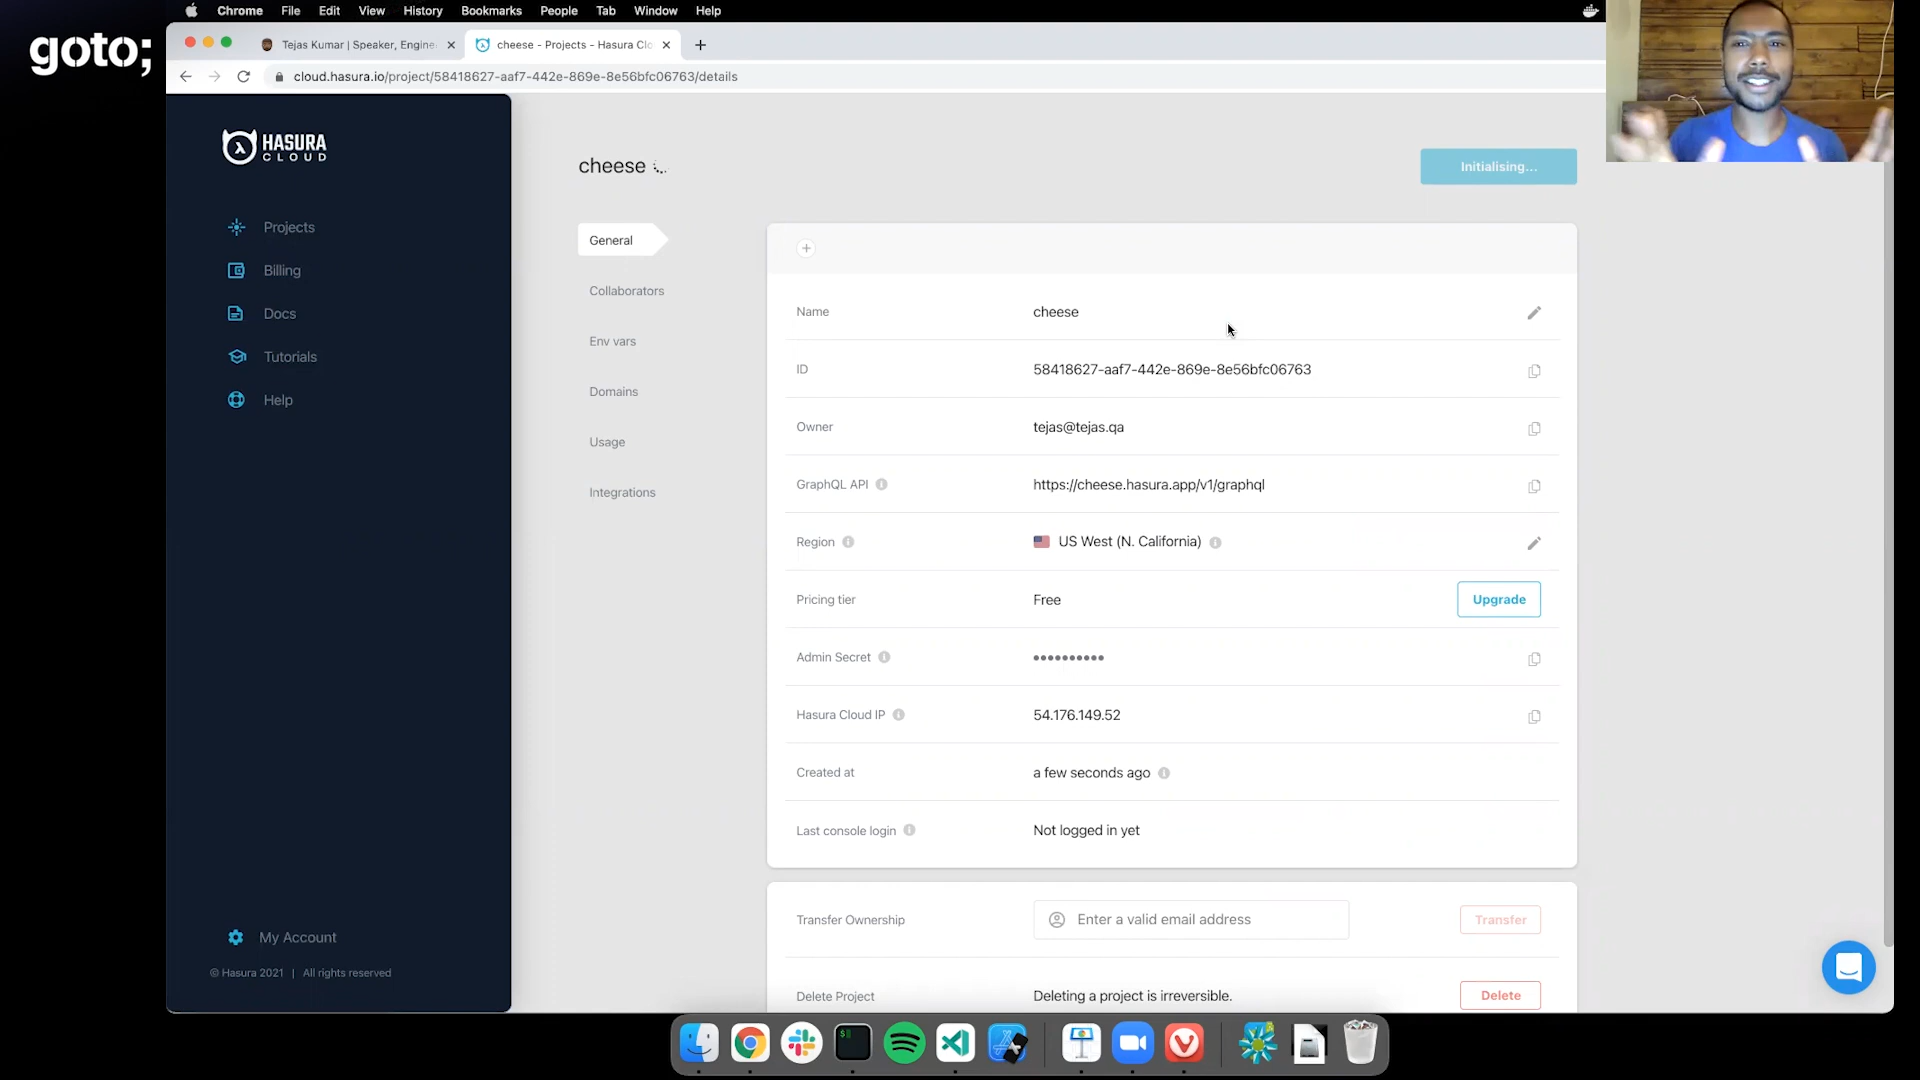 goto;
Chrome File Edit View History Bookmarks People Tab Window Help
Tejas Kumar | Speaker, Engine
cheese - Projects - Hasura Clo
cloud.hasura.io/project/58418627-aaf7-442e-869e-8e56bfc06763/details
HASURA
CLOUD
Projects
Billing
Docs
Tutorials
Help
My Account
© Hasura 2021 | All rights reserved
cheese
Initialising...
General
Collaborators
Env vars
Domains
Usage
Integrations
Name cheese
ID 58418627-aaf7-442e-869e-8e56bfc06763
Owner tejas@tejas.qa
GraphQL API https://cheese.hasura.app/v1/graphql
Region US West (N. California)
Pricing tier Free Upgrade
Admin Secret ••••••••••
Hasura Cloud IP 54.176.149.52
Created at a few seconds ago
Last console login Not logged in yet
Transfer Ownership Enter a valid email address Transfer
Delete Project Deleting a project is irreversible. Delete